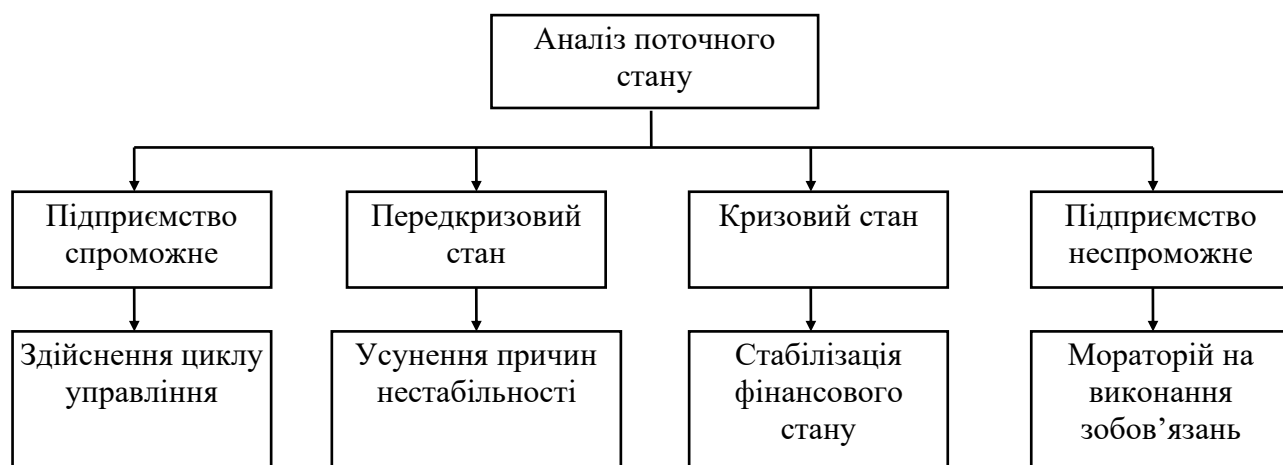 Аналіз поточного
стану
Підприємство
спроможне
Передкризовий
стан
Кризовий стан
Підприємство
неспроможне
Здійснення циклу
управління
Усунення причин
нестабільності
Стабілізація
фінансового
стану
Мораторій на
виконання
зобов’язань